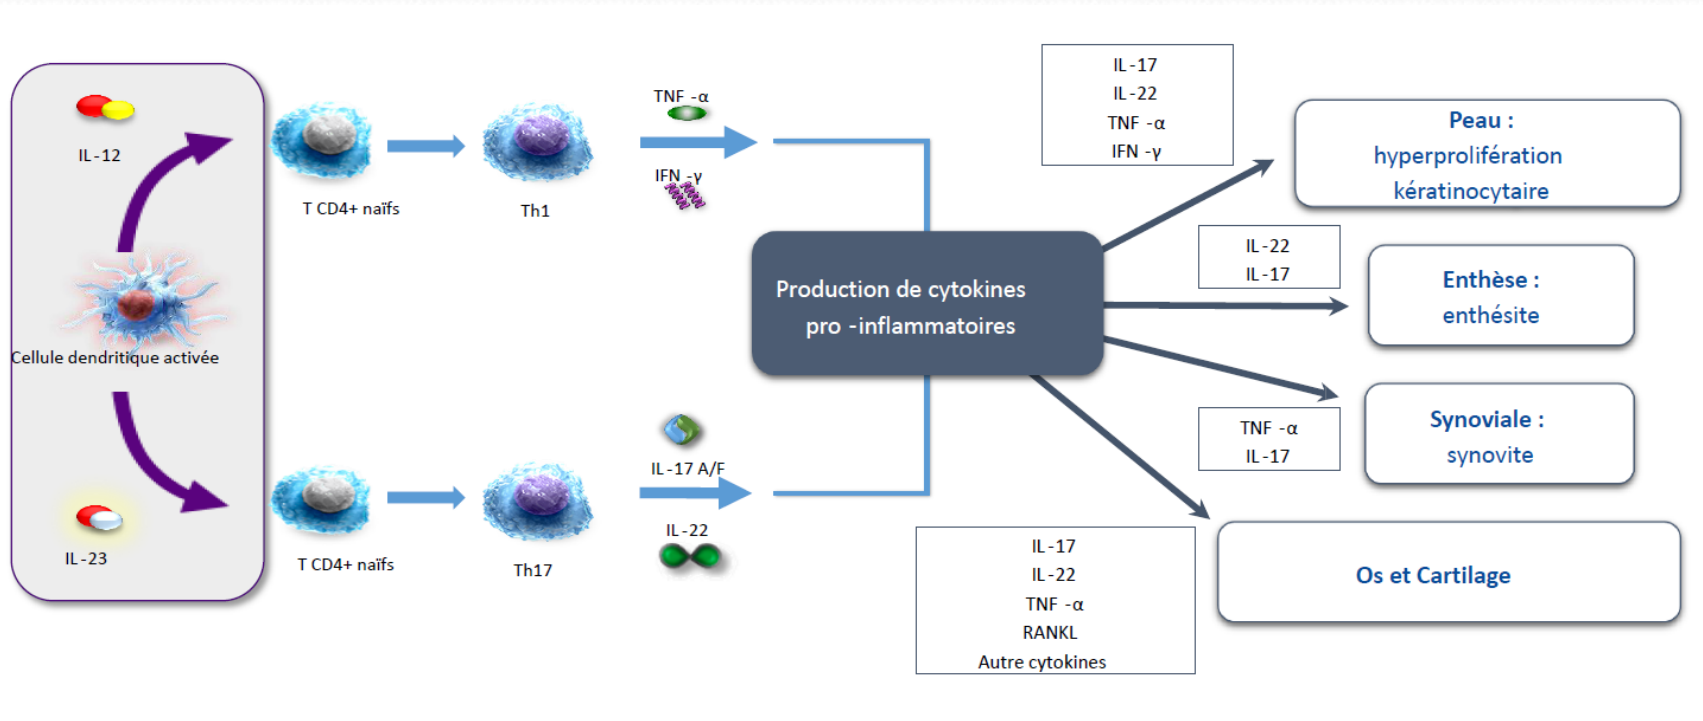 IL-12
Cellule dendritique activée
IL-23
T CD4+ naïfs
Th1
TNF -α
IFN -γ
T CD4+ naïfs
Th17
IL-17 A/F
IL-22
Production de cytokines
pro -inflammatoires
IL-17
IL-22
TNF -α
IFN -γ
Peau :
hyperprolifération
kératinocytaire
IL-22
IL-17
Enthèse :
enthésite
TNF -α
IL-17
Synoviale :
synovite
IL-17
IL-22
TNF -α
RANKL
Autre cytokines
Os et Cartilage